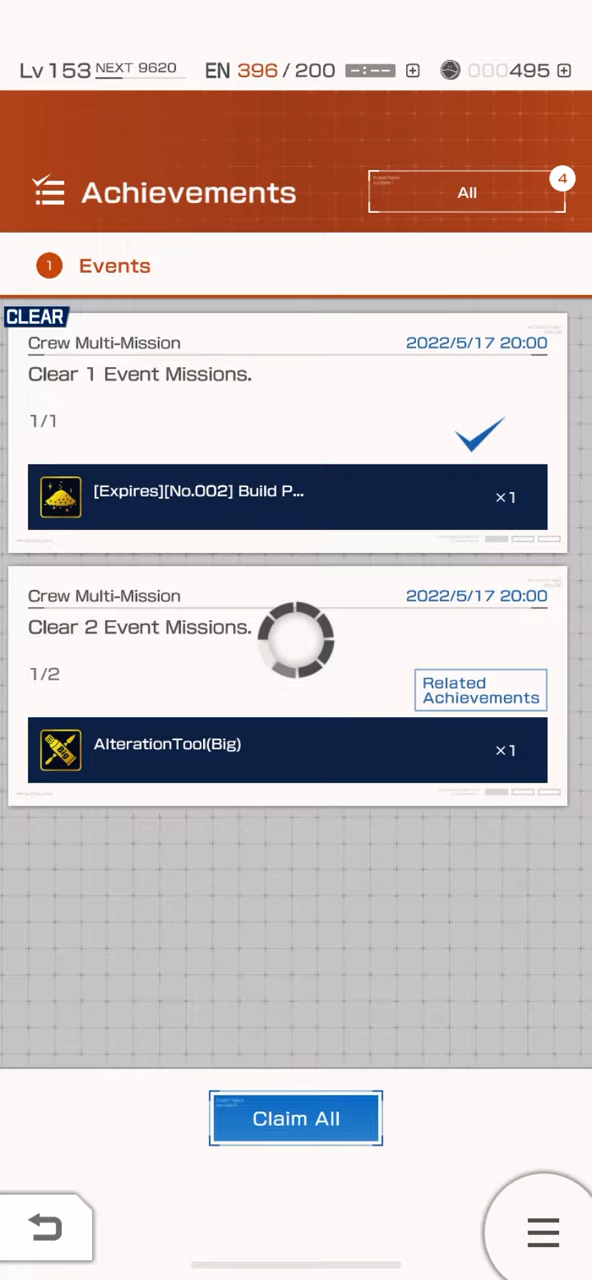 Lv 153 NEXT 9620 EN 396 / 200 --:-- 000495
Achievements
All
4
1 Events
CLEAR
Crew Multi-Mission 2022/5/17 20:00
Clear 1 Event Missions.
1/1
[Expires][No.002] Build P... ×1
Crew Multi-Mission 2022/5/17 20:00
Clear 2 Event Missions.
1/2
Related
Achievements
Big
AlterationTool(Big) ×1
Claim All